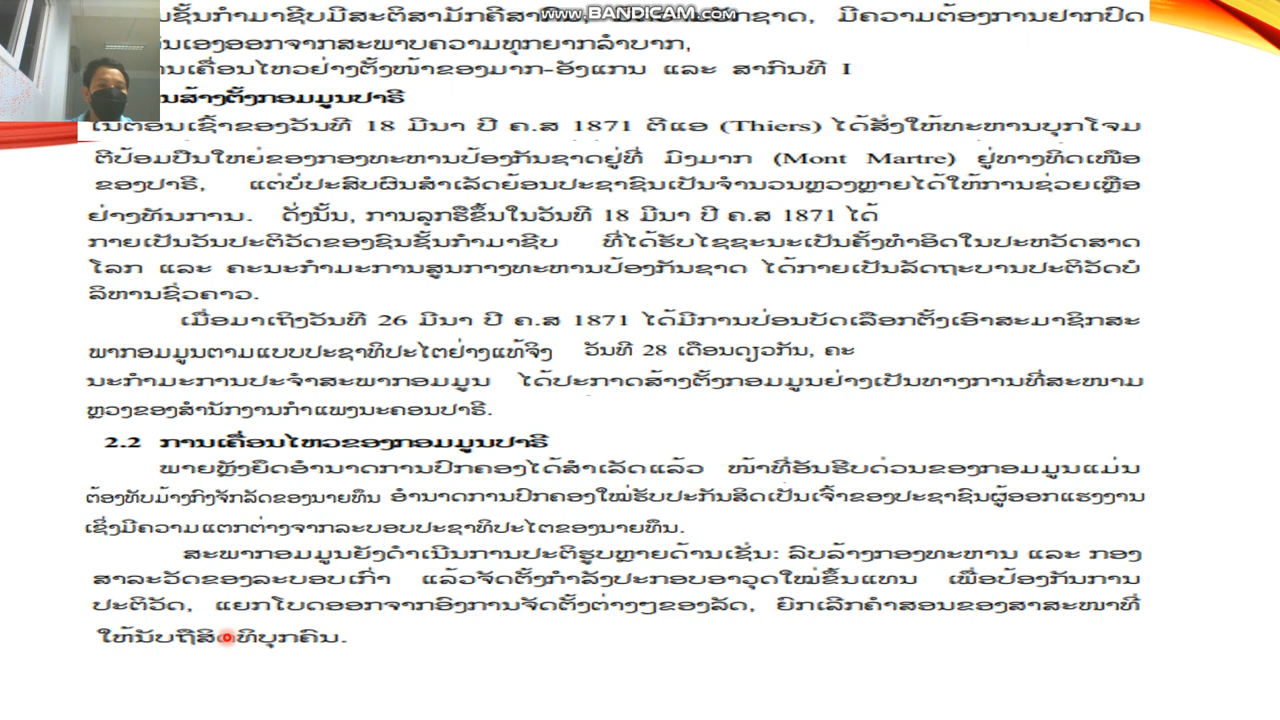 www.BANDICAM.com
ຊັ້ນກຳມາຊີບມີສະຕິສາມັກຄີສາ ກຊາດ, ມີຄວາມຕ້ອງການຢາກປົດ
ນເອງອອກຈາກສະພາບຄວາມທຸກຍາກລຳບາກ,
ານເຄື່ອນໄຫວຢ່າງຕັ້ງໜ້າຂອງມາກ-ອັງແກນ ແລະ ສາກົນທີ I
ນສ້າງຕັ້ງກອມມູນປາຣີ
ໃນຕອນເຊົ້າຂອງວັນທີ 18 ມີນາ ປີ ຄ.ສ 1871 ຕີແອ (Thiers) ໄດ້ສັ່ງໃຫ້ທະຫານບຸກໂຈມ
ຕີປ້ອມປືນໃຫຍ່ຂອງກອງທະຫານປ້ອງກັນຊາດຢູ່ທີ່ ມົງມາກ (Mont Martre) ຢູ່ທາງທິດເໜືອ
ຂອງປາຣີ, ແຕ່ບໍ່ປະສົບຜົນສຳເລັດຍ້ອນປະຊາຊົນເປັນຈຳນວນຫຼວງຫຼາຍໄດ້ໃຫ້ການຊ່ວຍເຫຼືອ
ຢ່າງທັນການ. ດັ່ງນັ້ນ, ການລຸກຮືຂຶ້ນໃນວັນທີ 18 ມີນາ ປີ ຄ.ສ 1871 ໄດ້
ກາຍເປັນວັນປະຕິວັດຂອງຊົນຊັ້ນກຳມາຊີບ ທີ່ໄດ້ຮັບໄຊຊະນະເປັນຄັ້ງທຳອິດໃນປະຫວັດສາດ
ໂລກ ແລະ ຄະນະກຳມະການສູນກາງທະຫານປ້ອງກັນຊາດ ໄດ້ກາຍເປັນລັດຖະບານປະຕິວັດບໍ
ລິຫານຊົ່ວຄາວ.
ເມື່ອມາເຖິງວັນທີ 26 ມີນາ ປີ ຄ.ສ 1871 ໄດ້ມີການປ່ອນບັດເລືອກຕັ້ງເອົາສະມາຊິກສະ
ພາກອມມູນຕາມແບບປະຊາທິປະໄຕຢ່າງແທ້ຈິງ ວັນທີ 28 ເດືອນດຽວກັນ, ຄະ
ນະກຳມະການປະຈຳສະພາກອມມູນ ໄດ້ປະກາດສ້າງຕັ້ງກອມມູນຢ່າງເປັນທາງການທີ່ສະໜາມ
ຫຼວງຂອງສຳນັກງານກຳແພງນະຄອນປາຣີ.
2.2 ການເຄື່ອນໄຫວຂອງກອມມູນປາຣີ
ພາຍຫຼັງຍຶດອຳນາດການປົກຄອງໄດ້ສຳເລັດແລ້ວ ໜ້າທີ່ອັນຮີບດ່ວນຂອງກອມມູນແມ່ນ
ຕ້ອງທັບມ້າງກົງຈັກລັດຂອງນາຍທຶນ ອຳນາດການປົກຄອງໃໝ່ຮັບປະກັນສິດເປັນເຈົ້າຂອງປະຊາຊົນຜູ້ອອກແຮງງານ
ເຊິ່ງມີຄວາມແຕກຕ່າງຈາກລະບອບປະຊາທິປະໄຕຂອງນາຍທຶນ.
ສະພາກອມມູນຍັງດຳເນີນການປະຕິຮູບຫຼາຍດ້ານເຊັ່ນ: ລົບລ້າງກອງທະຫານ ແລະ ກອງ
ສາລະວັດຂອງລະບອບເກົ່າ ແລ້ວຈັດຕັ້ງກຳລັງປະກອບອາວຸດໃໝ່ຂຶ້ນແທນ ເພື່ອປ້ອງກັນການ
ປະຕິວັດ, ແຍກໂບດອອກຈາກອົງການຈັດຕັ້ງຕ່າງໆຂອງລັດ, ຍົກເລີກຄຳສອນຂອງສາສະໜາທີ່
ໃຫ້ນັບຖືສິດທິບຸກຄົນ.